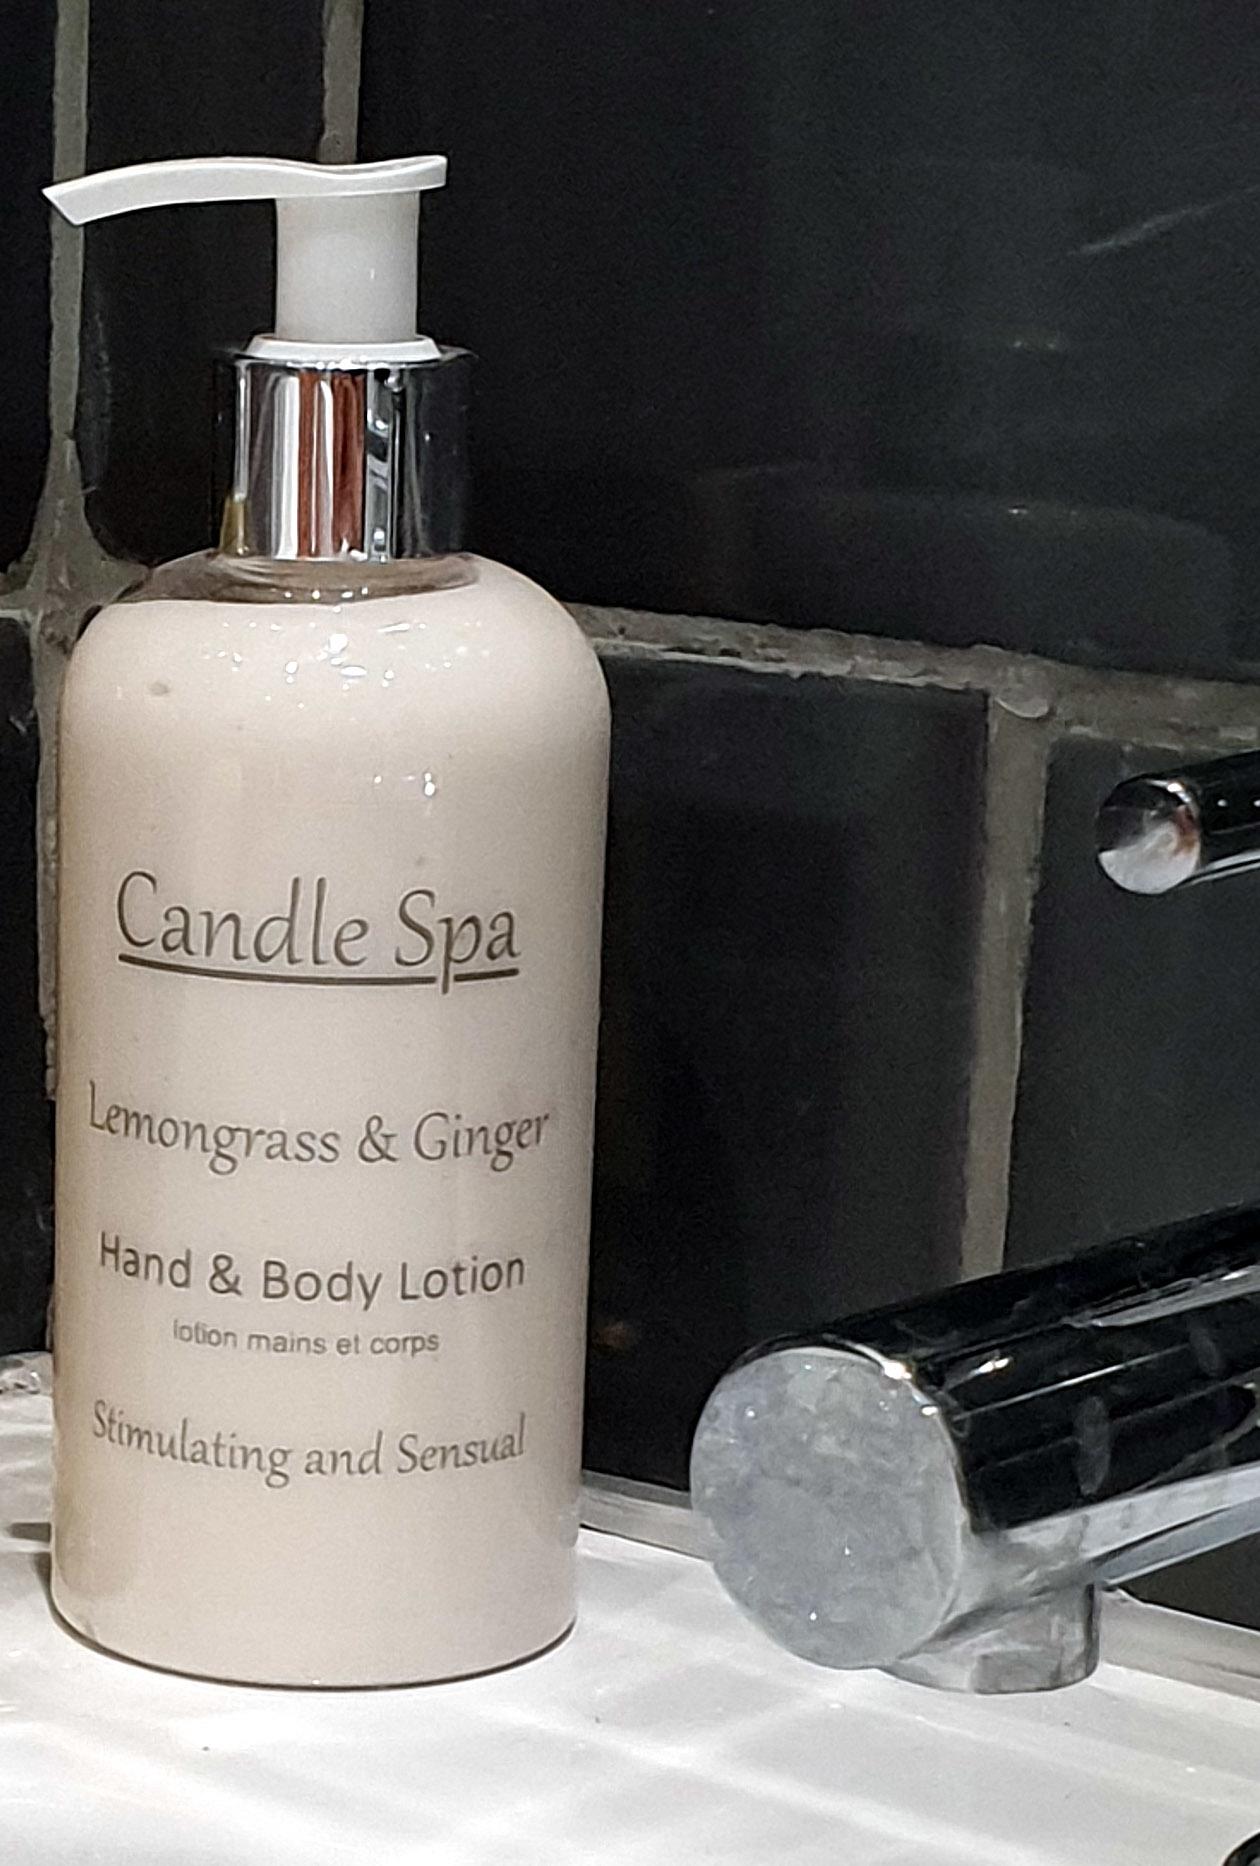 Candle Spa
Lemongrass & Ginger
Hand & Body Lotion
lotion mains et corps
Stimulating and Sensual